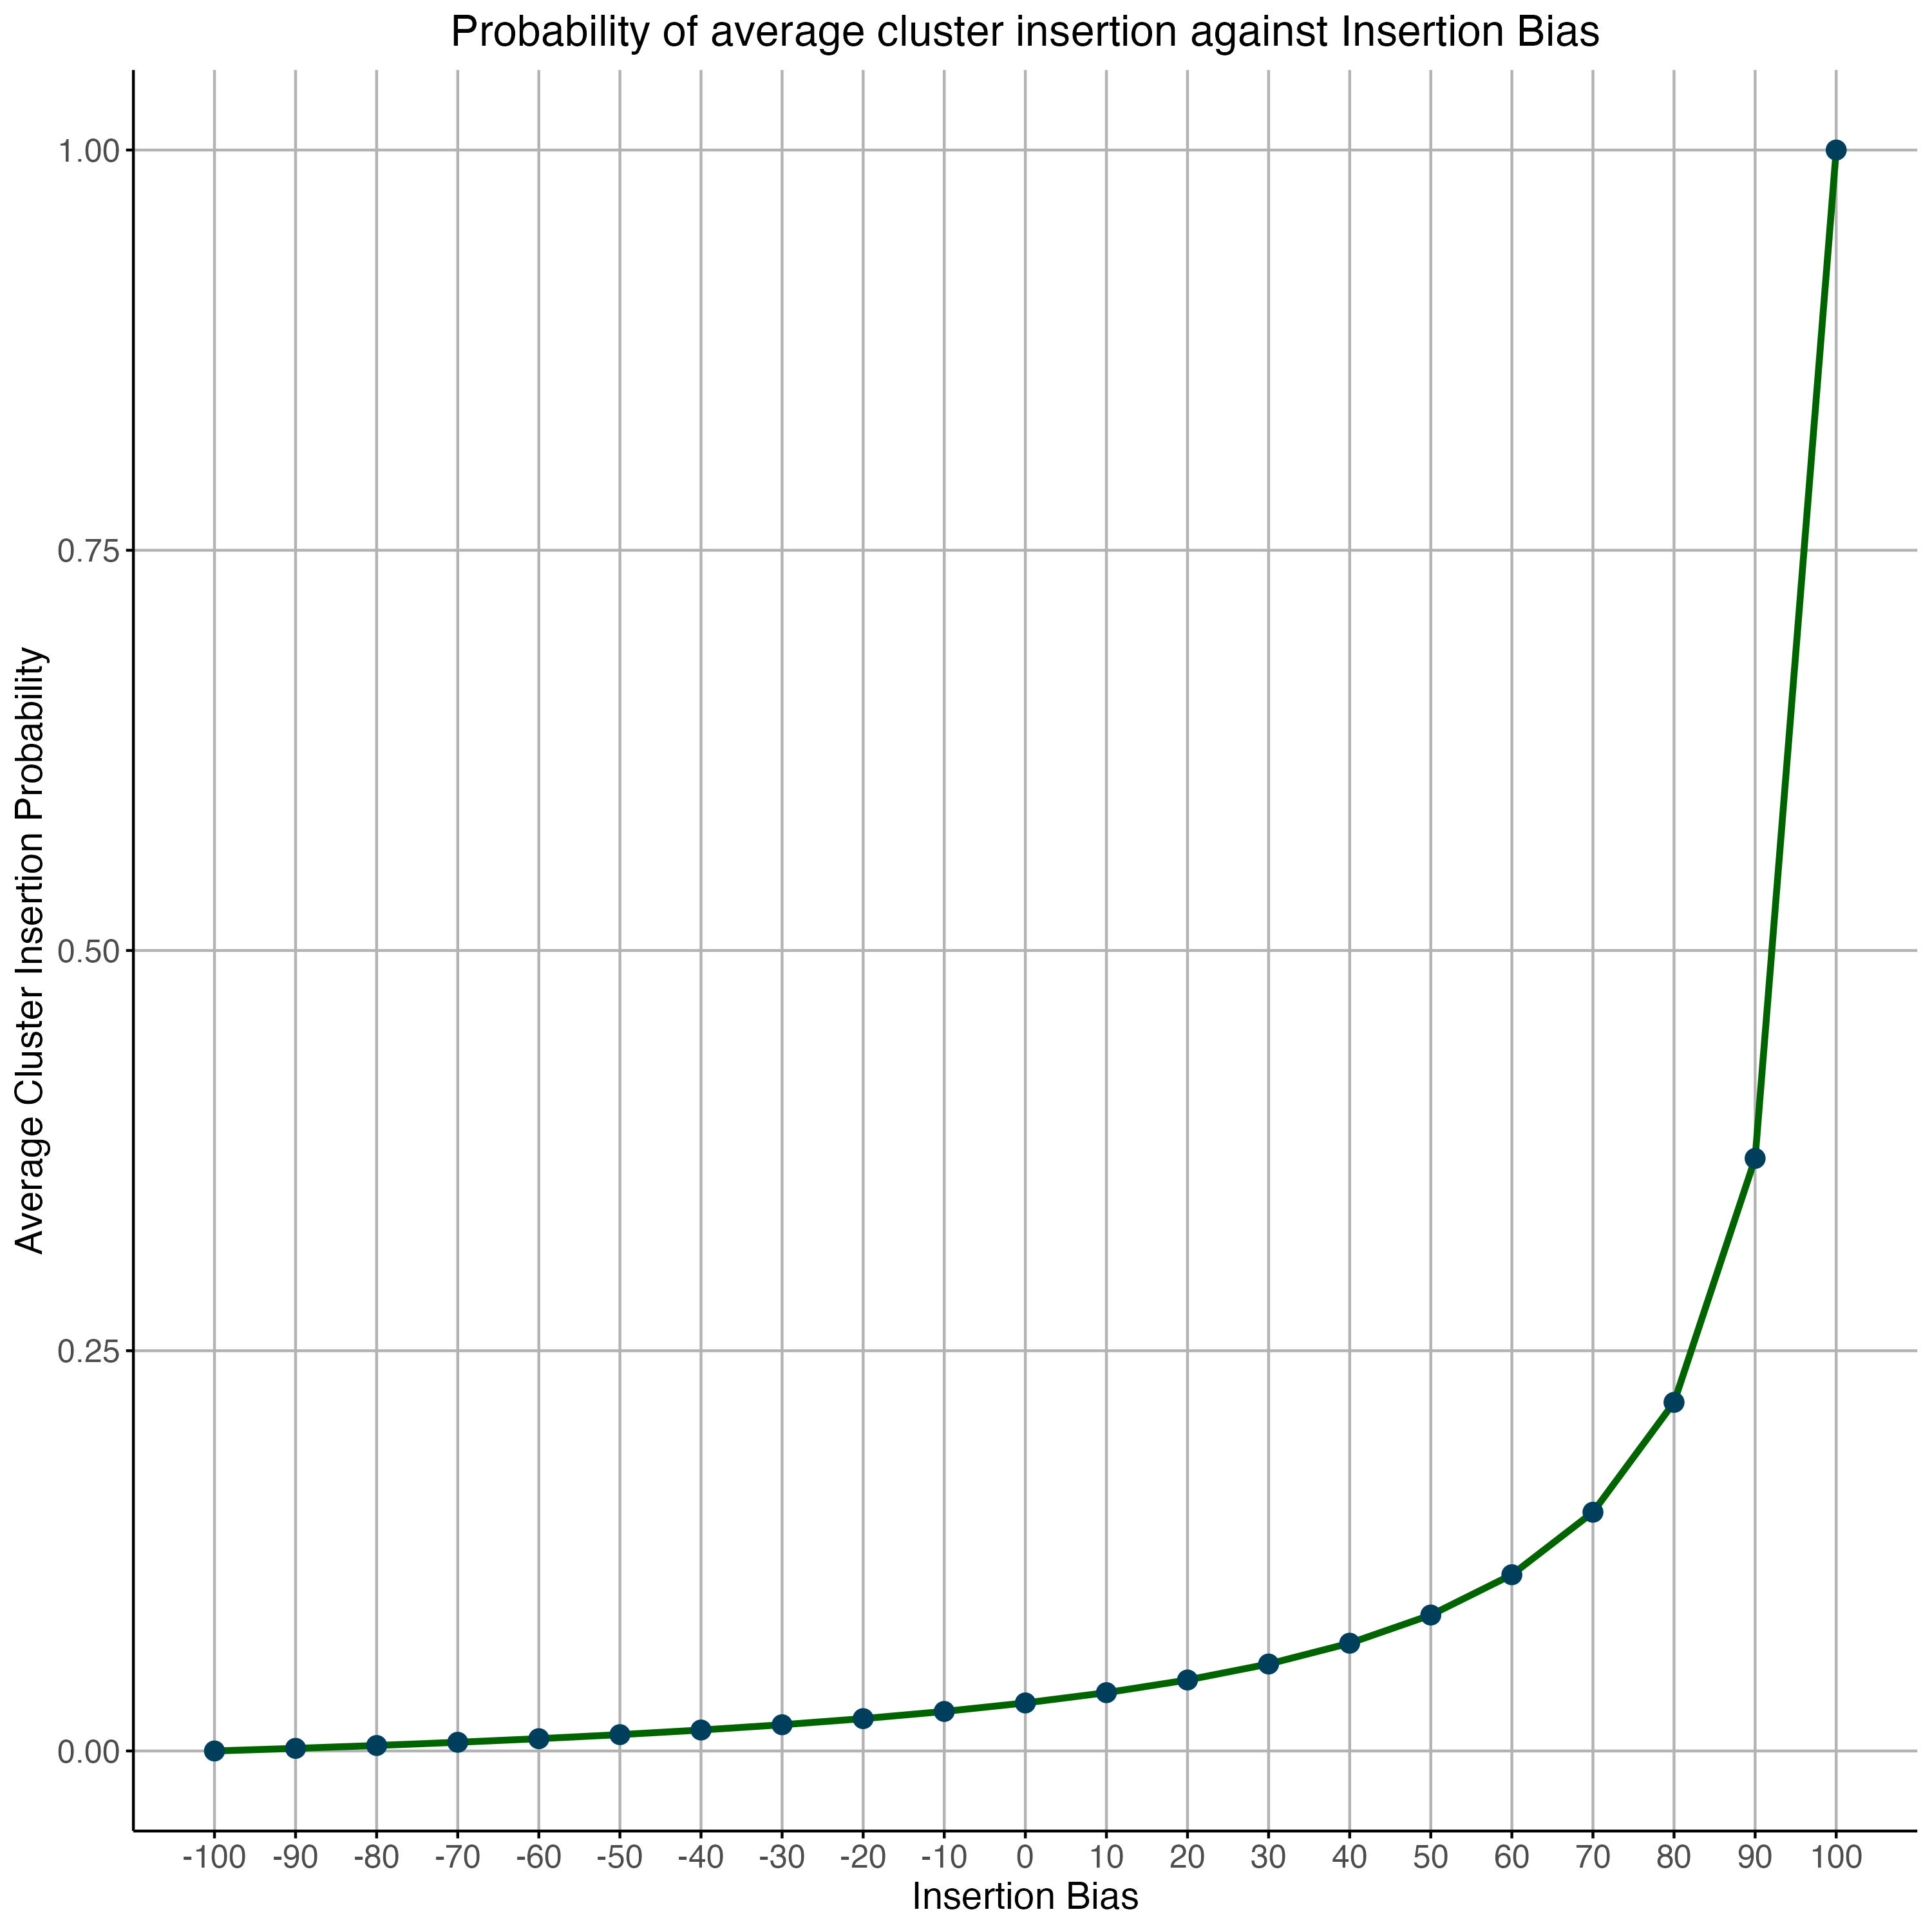 Probability of average cluster insertion against Insertion Bias
Average Cluster Insertion Probability
1.00
0.75
0.50
0.25
0.00
-100 -90 -80 -70 -60 -50 -40 -30 -20 -10 0 10 20 30 40 50 60 70 80 90 100
Insertion Bias